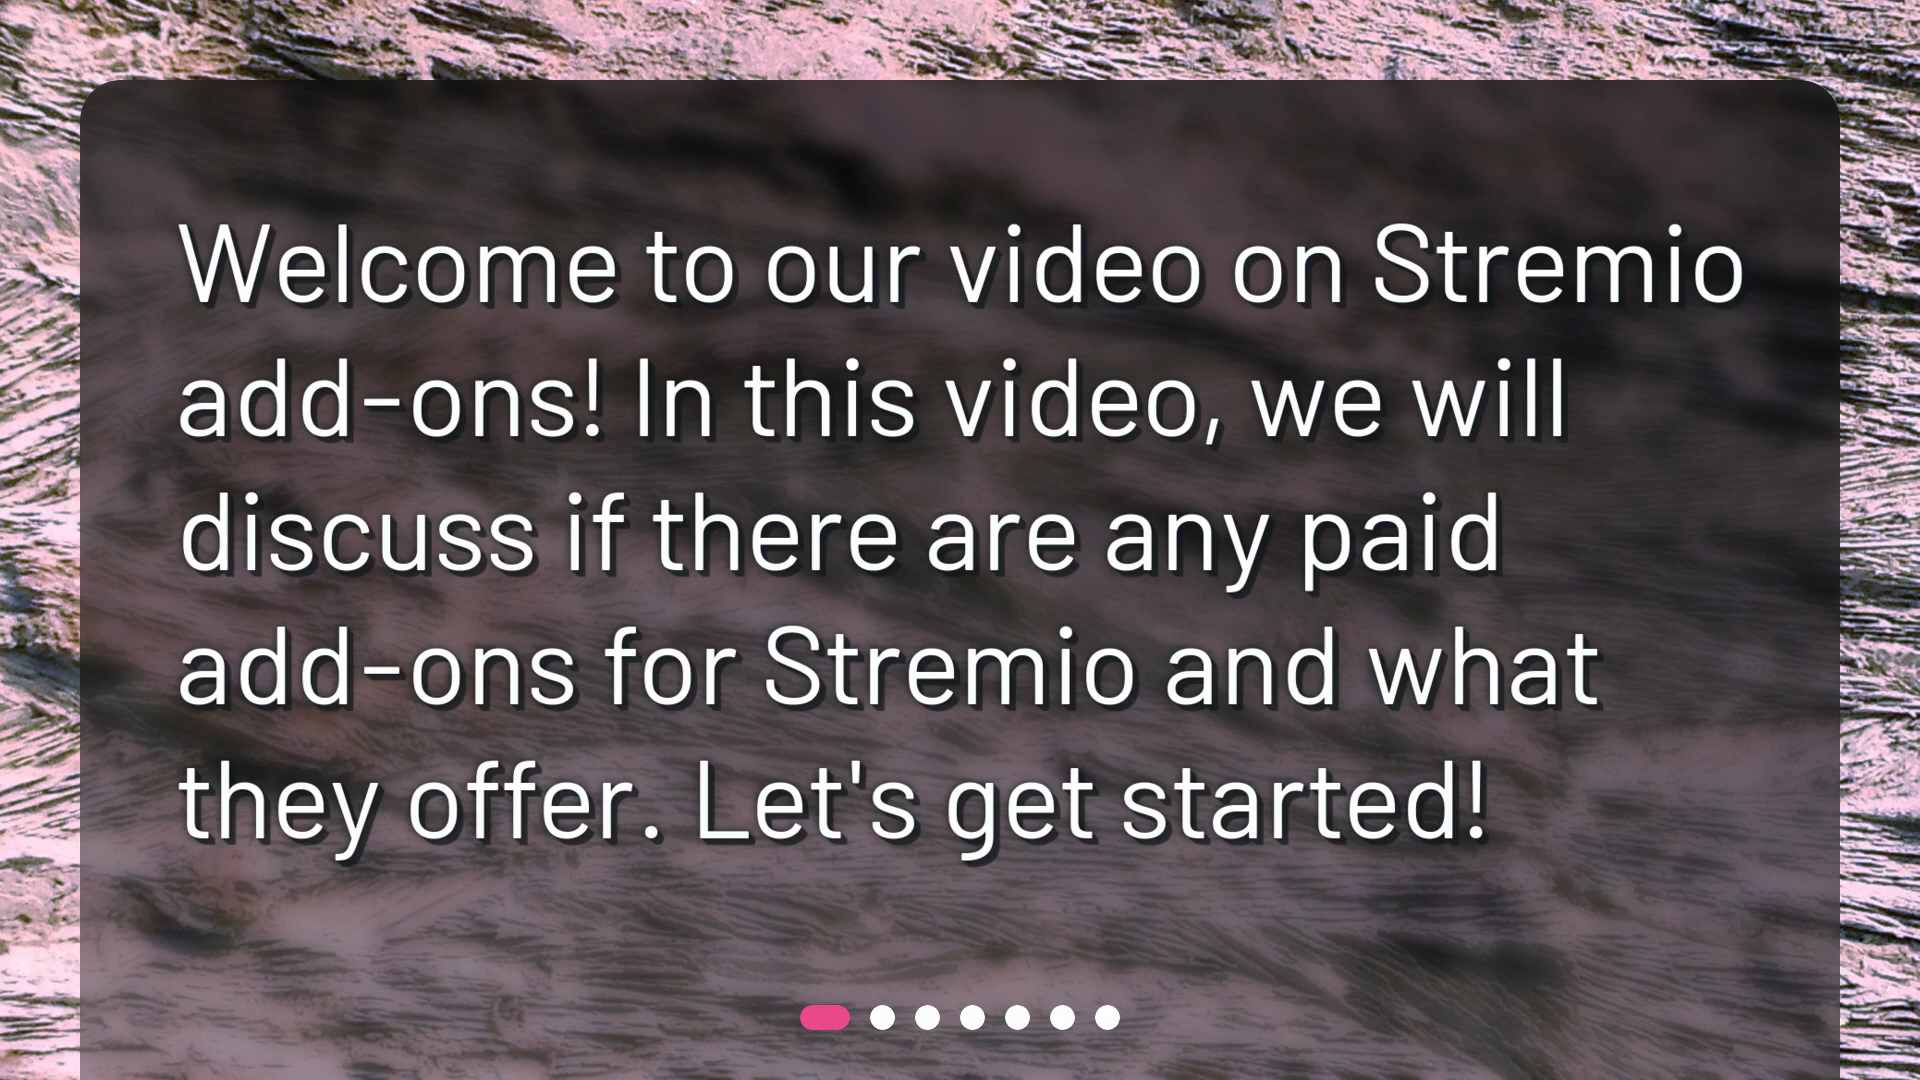 Welcome to our video on Stremio
add-ons! In this video, we will
discuss if there are any paid
add-ons for Stremio and what
they offer. Let's get started!